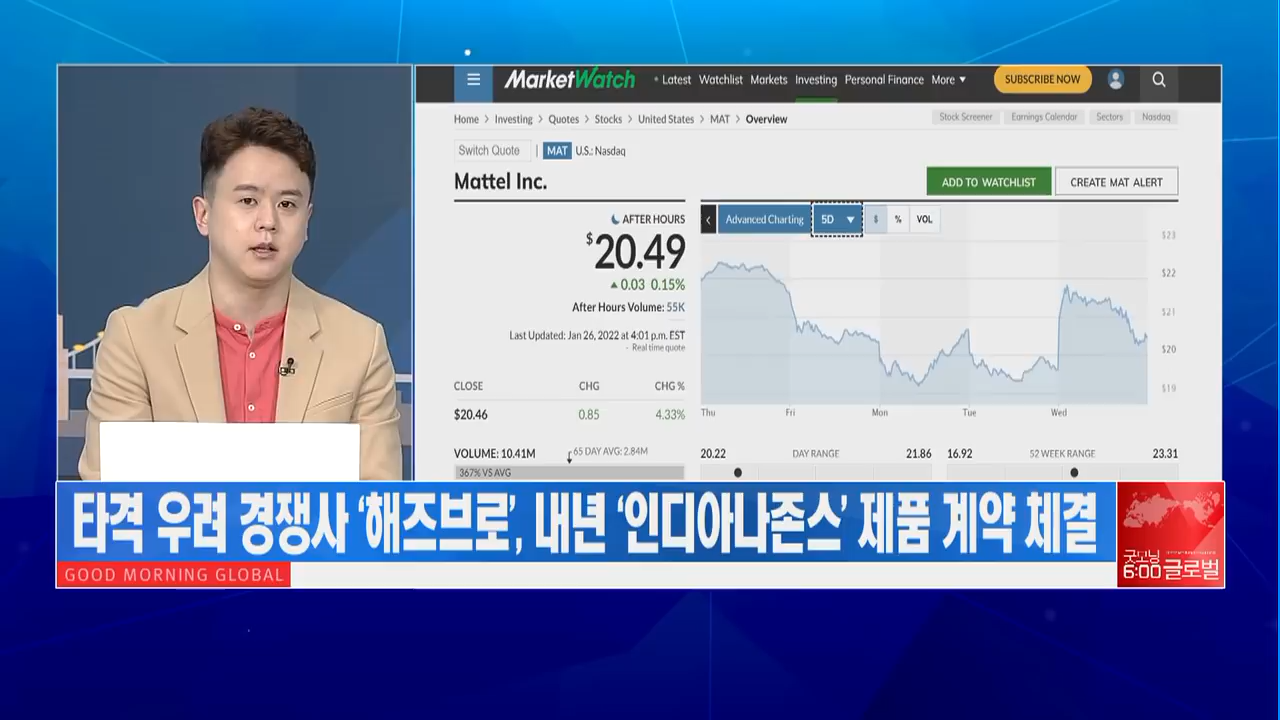 MarketWatch
Latest Watchlist Markets Investing Personal Finance More
SUBSCRIBE NOW
Home > Investing > Quotes > Stocks > United States > MAT > Overview
Stock Screener Earnings Calendar Sectors Nasdaq
Switch Quote | MAT U.S.: Nasdaq
Mattel Inc.
ADD TO WATCHLIST CREATE MAT ALERT
AFTER HOURS
$20.49
0.03 0.15%
After Hours Volume: 55K
Last Updated: Jan 26, 2022 at 4:01 p.m. EST
Real time quote
CLOSE CHG CHG %
$20.46 0.85 4.33%
VOLUME: 10.41M 65 DAY AVG: 2.84M
367% VS AVG
Advanced Charting 5D $ % VOL
$23
$22
$21
$20
$19
Thu Fri Mon Tue Wed
20.22 DAY RANGE 21.86 16.92 52 WEEK RANGE 23.31
타격 우려 경쟁사 ‘해즈브로’, 내년 ‘인디아나존스’ 제품 계약 체결
GOOD MORNING GLOBAL
굿모닝
6:00 글로벌